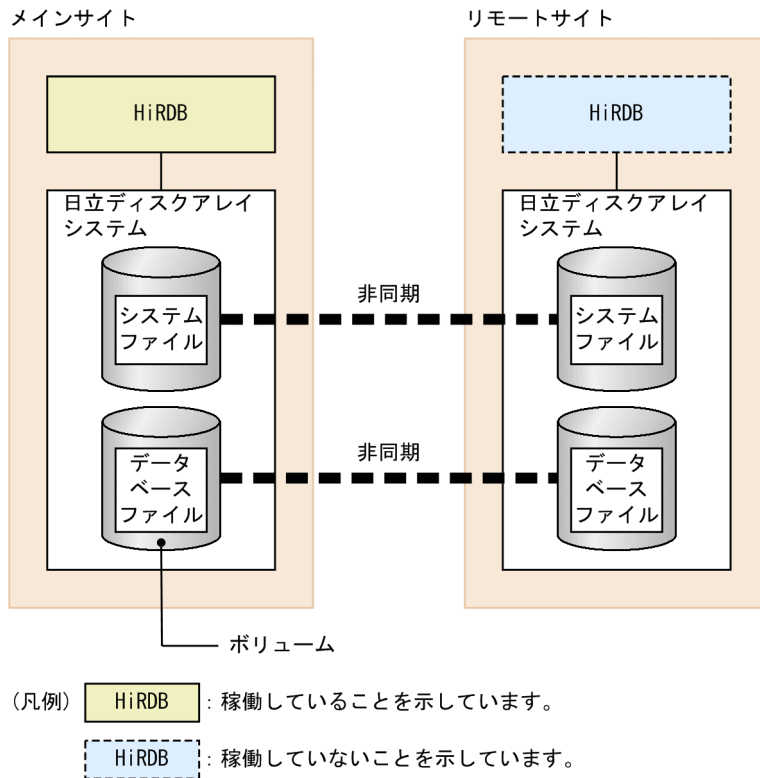 メインサイト
リモートサイト
HiRDB
HiRDB
日立ディスクアレイ
システム
日立ディスクアレイ
システム
システム
ファイル
非同期
システム
ファイル
データ
ベース
ファイル
非同期
データ
ベース
ファイル
ボリューム
(凡例) HiRDB : 稼働していることを示しています。
HiRDB : 稼働していないことを示しています。